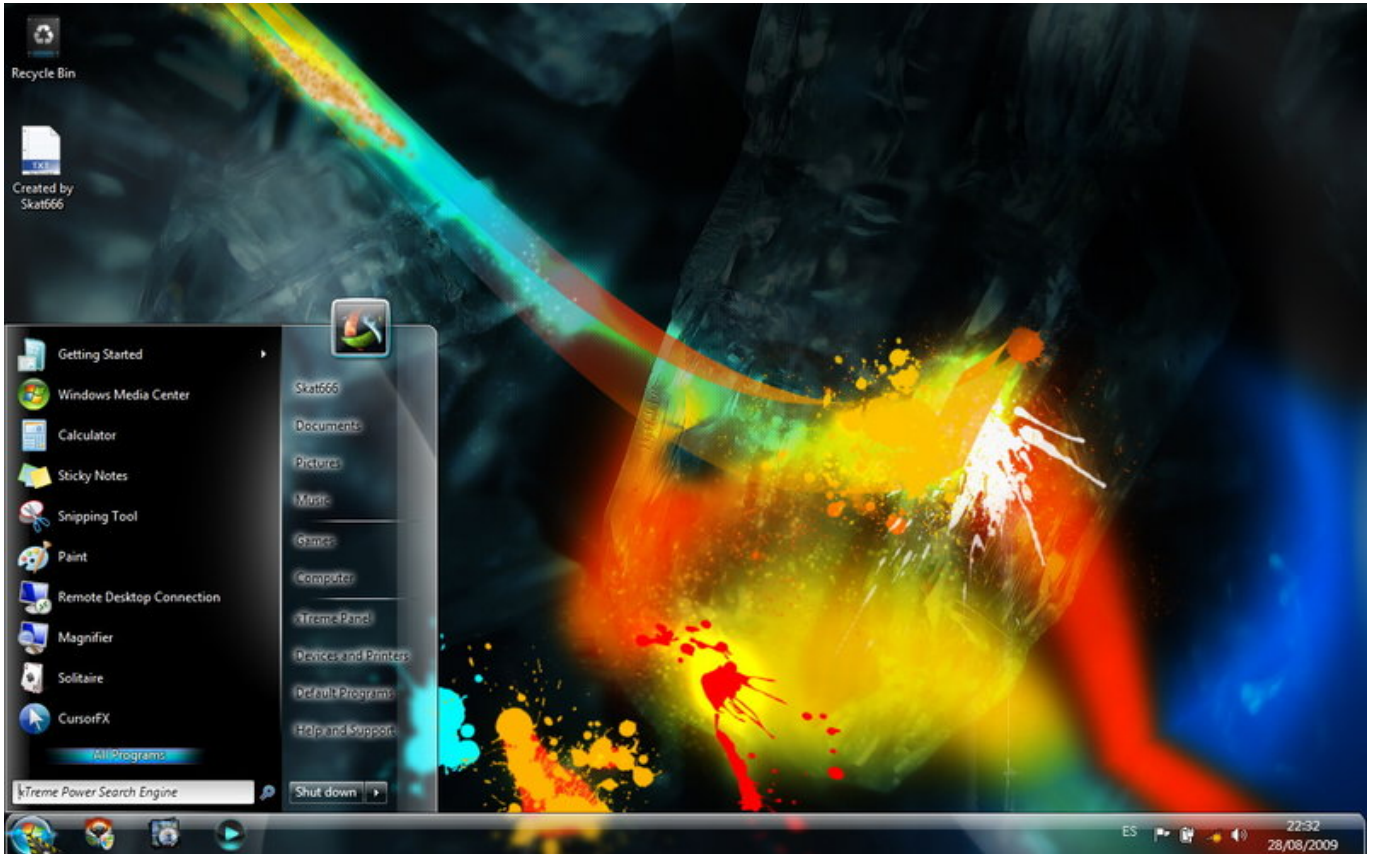 Recycle Bin
TXT
Created by
Skat666
Getting Started
Windows Media Center
Calculator
Sticky Notes
Snipping Tool
Paint
Remote Desktop Connection
Magnifier
Solitaire
CursorFX
All Programs
xTreme Power Search Engine
Skat666
Documents
Pictures
Music
Games
Computer
xTreme Panel
Devices and Printers
Default Programs
Help and Support
Shut down
ES
22:32
28/08/2009